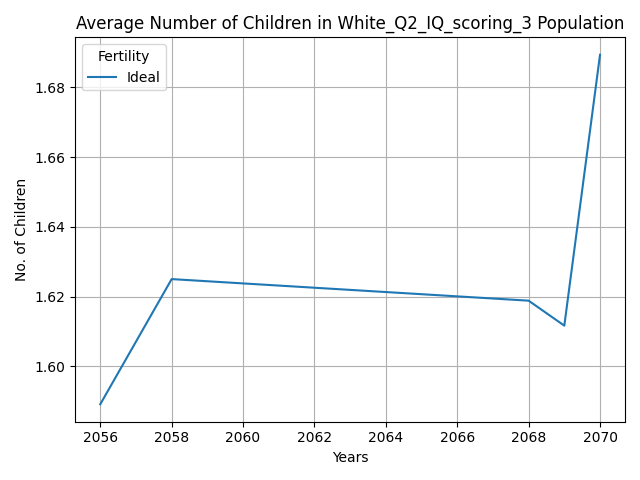 Average Number of Children in White_Q2_IQ_scoring_3 Population
Fertility
Ideal
No. of Children
1.68
1.66
1.64
1.62
1.60
2056 2058 2060 2062 2064 2066 2068 2070
Years